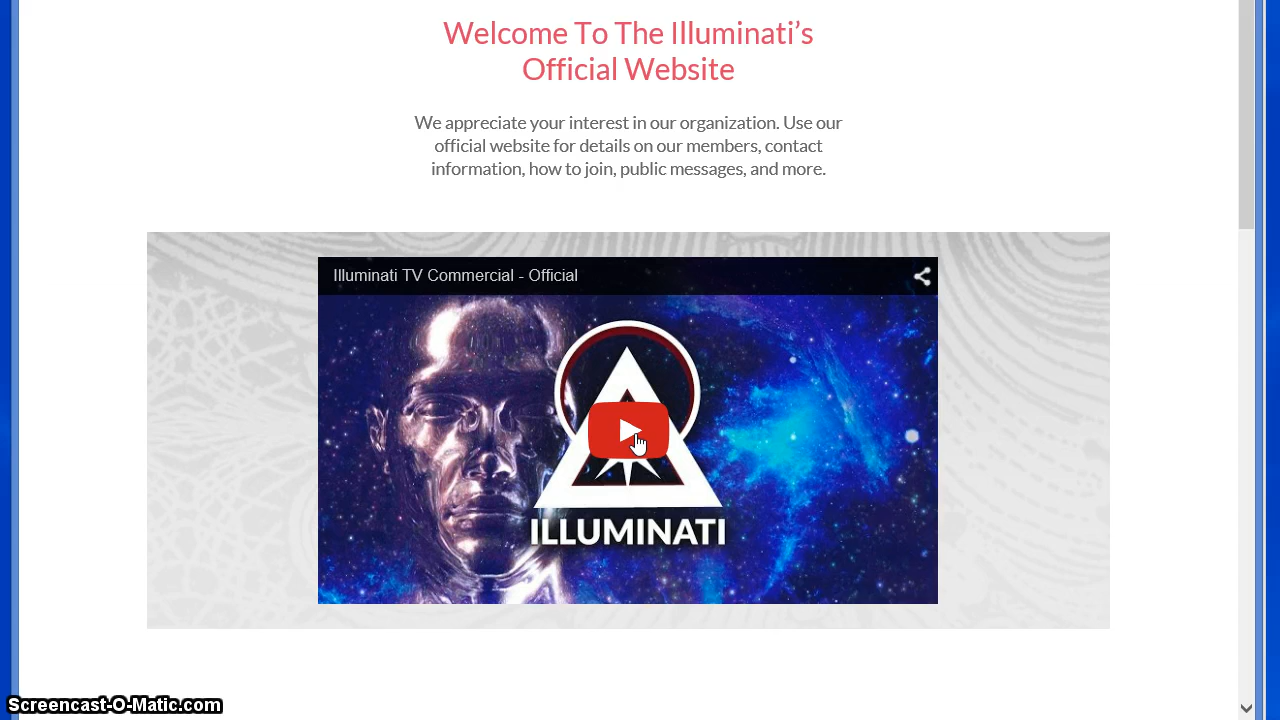 Welcome To The Illuminati’s
Official Website
We appreciate your interest in our organization. Use our
official website for details on our members, contact
information, how to join, public messages, and more.
Illuminati TV Commercial - Official
ILLUMINATI
Screencast-O-Matic.com